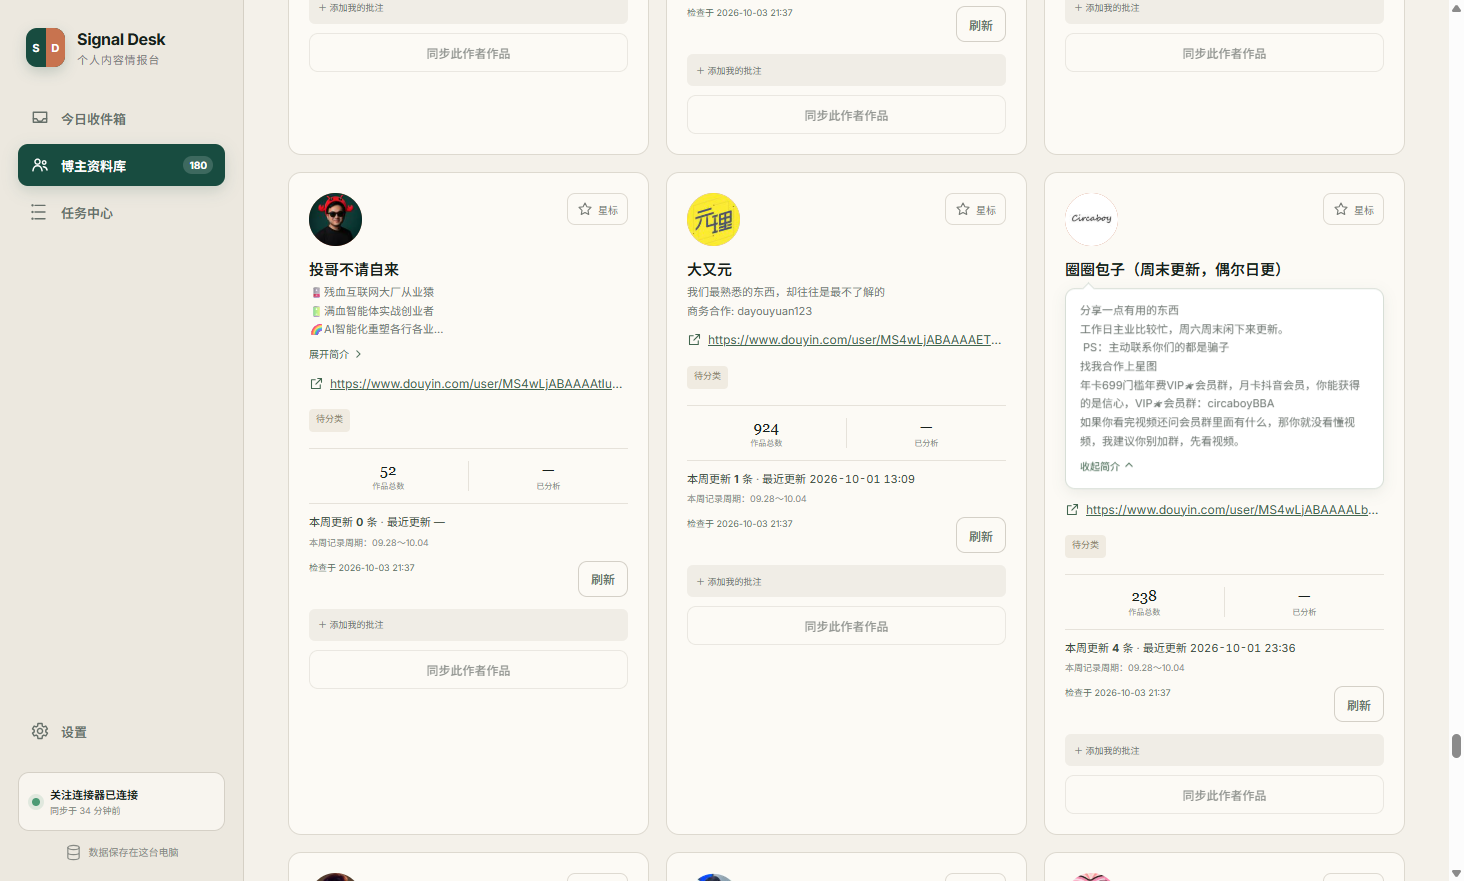 S D
Signal Desk
个人内容情报台
今日收件箱
博主资料库 180
任务中心
设置
关注连接器已连接
同步于 34 分钟前
数据保存在这台电脑
+ 添加我的批注
同步此作者作品
检查于 2026-10-03 21:37
刷新
+ 添加我的批注
同步此作者作品
+ 添加我的批注
同步此作者作品
星标
投哥不请自来
残血互联网大厂从业猿
满血智能体实战创业者
AI智能化重塑各行各业...
展开简介
https://www.douyin.com/user/MS4wLjABAAAAtIu...
待分类
52
作品总数
—
已分析
本周更新 0 条 · 最近更新 —
本周记录周期：09.28～10.04
检查于 2026-10-03 21:37
刷新
+ 添加我的批注
同步此作者作品
元理
星标
大又元
我们最熟悉的东西，却往往是最不了解的
商务合作: dayouyuan123
https://www.douyin.com/user/MS4wLjABAAAAET...
待分类
924
作品总数
—
已分析
本周更新 1 条 · 最近更新 2026-10-01 13:09
本周记录周期：09.28～10.04
检查于 2026-10-03 21:37
刷新
+ 添加我的批注
同步此作者作品
Circaboy
星标
圈圈包子（周末更新，偶尔日更）
分享一点有用的东西
工作日主业比较忙，周六周末闲下来更新。
PS：主动联系你们的都是骗子
找我合作上星图
年卡699门槛年费VIP会员群，月卡抖音会员，你能获得
的是信心，VIP会员群：circaboyBBA
如果你看完视频还问会员群里面有什么，那你就没看懂视
频，我建议你别加群，先看视频。
收起简介
https://www.douyin.com/user/MS4wLjABAAAALb...
待分类
238
作品总数
—
已分析
本周更新 4 条 · 最近更新 2026-10-01 23:36
本周记录周期：09.28～10.04
检查于 2026-10-03 21:37
刷新
+ 添加我的批注
同步此作者作品